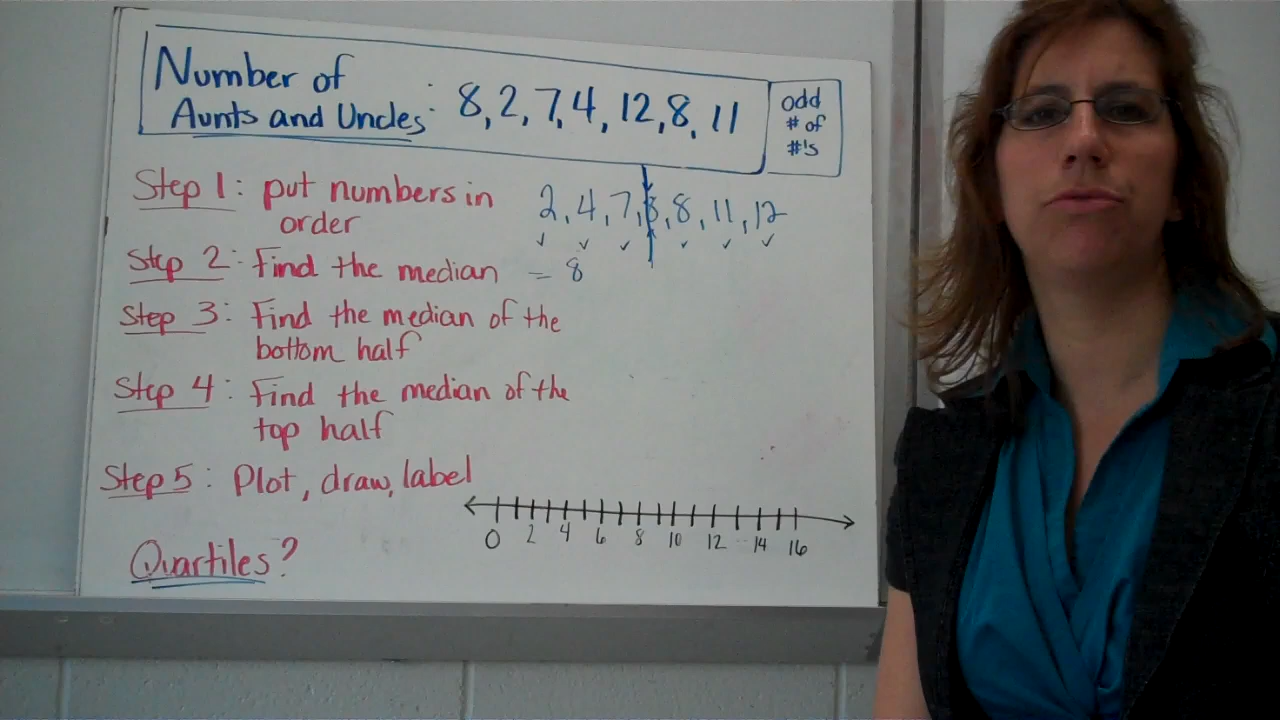 Number of
Aunts and Uncles: 8, 2, 7, 4, 12, 8, 11
odd
# of
#'s
Step 1: put numbers in
order
2, 4, 7, 8, 8, 11, 12
Step 2: Find the median = 8
Step 3: Find the median of the
bottom half
Step 4: Find the median of the
top half
Step 5: Plot, draw, label
0 2 4 6 8 10 12 14 16
Quartiles?